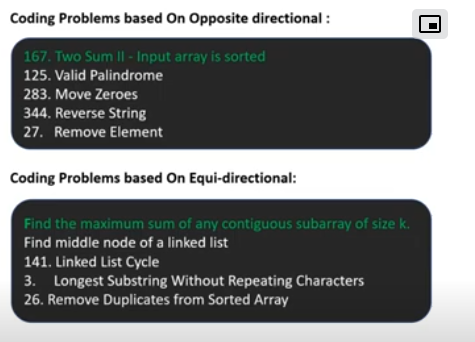 Coding Problems based On Opposite directional :
167. Two Sum II - Input array is sorted
125. Valid Palindrome
283. Move Zeroes
344. Reverse String
27. Remove Element
Coding Problems based On Equi-directional:
Find the maximum sum of any contiguous subarray of size k.
Find middle node of a linked list
141. Linked List Cycle
3. Longest Substring Without Repeating Characters
26. Remove Duplicates from Sorted Array